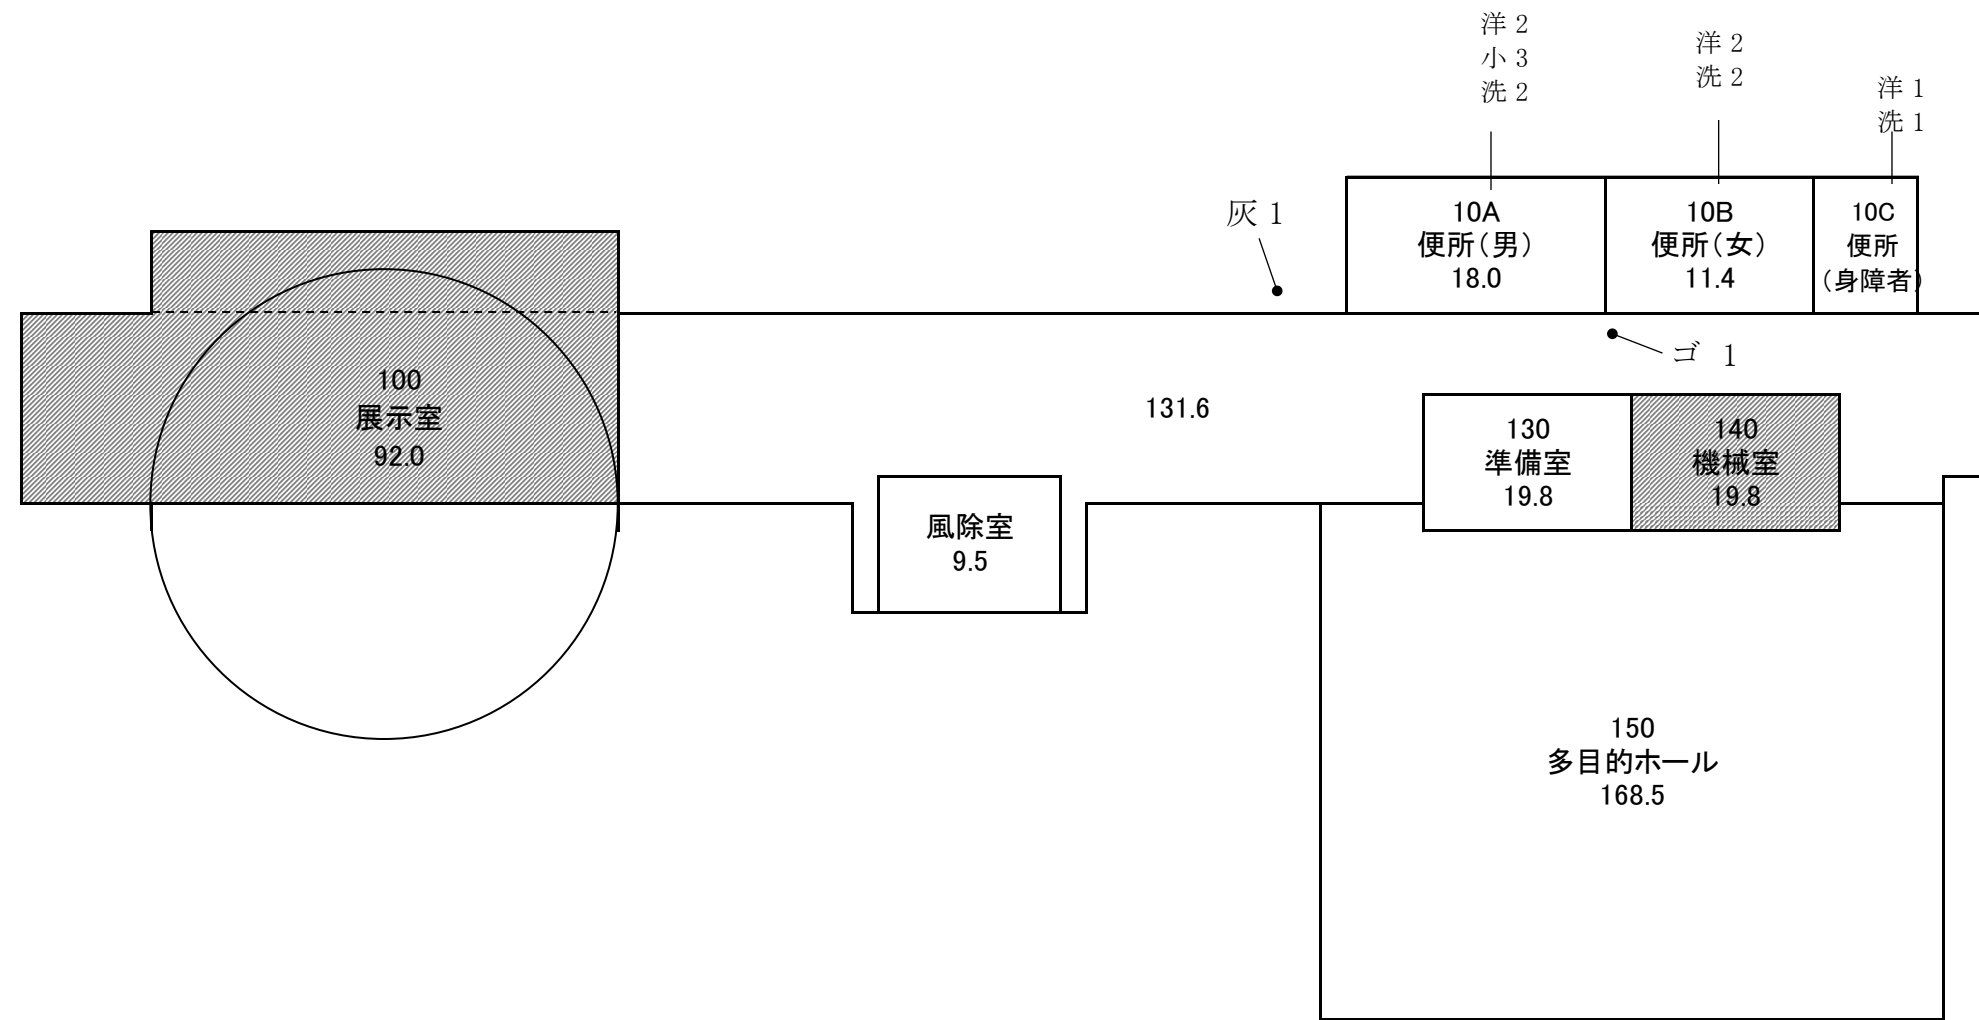 洋 2
小 3
洗 2
洋 2
洗 2
洋 1
洗 1
灰 1
10A
便所(男)
18.0
10B
便所(女)
11.4
10C
便所
(身障者)
ゴ 1
100
展示室
92.0
131.6
130
準備室
19.8
140
機械室
19.8
風除室
9.5
150
多目的ホール
168.5